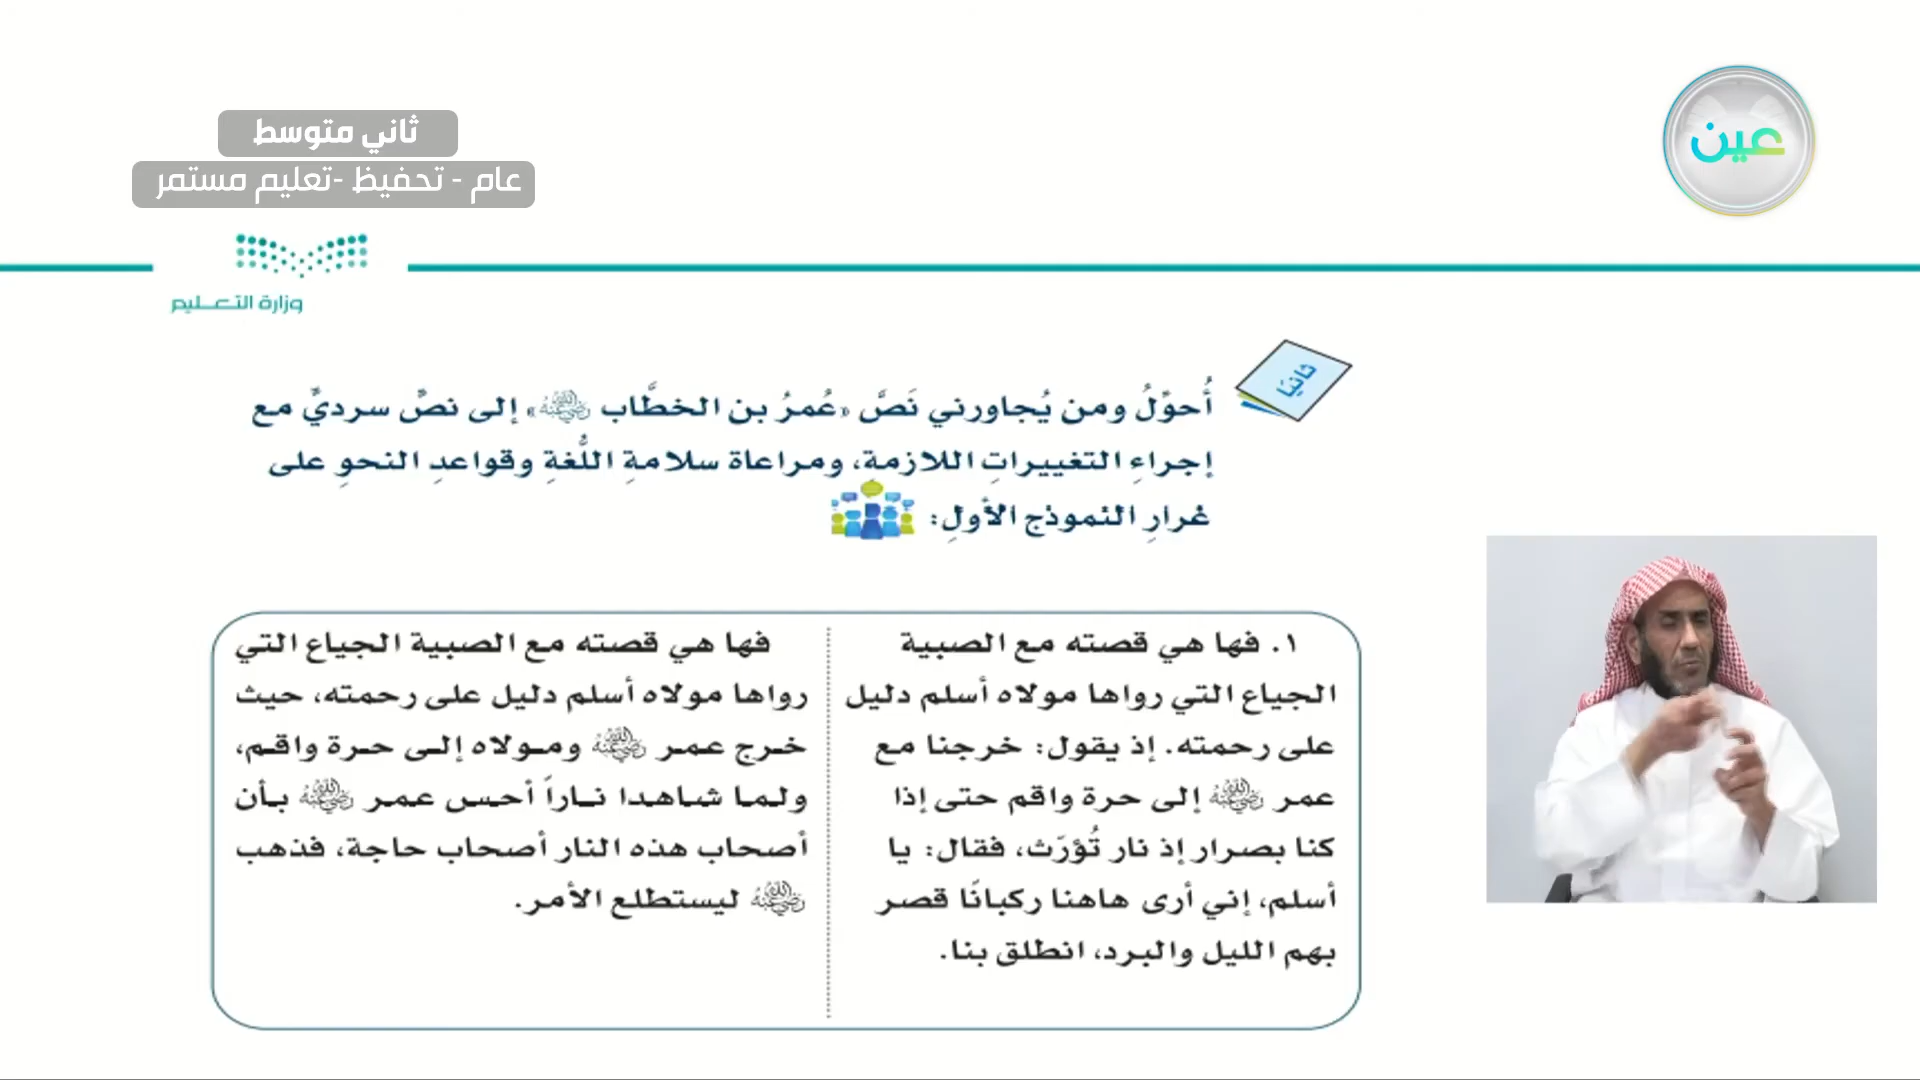 ثاني متوسط
عام - تحفيظ -تعليم مستمر
عين
وزارة التعليم
ثانيًا
أُحوِّلُ ومن يُجاورني نَصَّ «عُمرُ بن الخطَّاب رضي الله عنه» إلى نصٍّ سرديٍّ مع
إجراءِ التغييراتِ اللازمة، ومراعاة سلامةِ اللُّغةِ وقواعدِ النحوِ على
غرارِ النموذج الأولِ:
١. فها هي قصته مع الصبية
الجياع التي رواها مولاه أسلم دليل
على رحمته. إذ يقول: خرجنا مع
عمر رضي الله عنه إلى حرة واقم حتى إذا
كنا بصرار إذ نار تُؤرَث، فقال: يا
أسلم، إني أرى هاهنا ركبانًا قصر
بهم الليل والبرد، انطلق بنا.
فها هي قصته مع الصبية الجياع التي
رواها مولاه أسلم دليل على رحمته، حيث
خرج عمر رضي الله عنه ومولاه إلى حرة واقم،
ولما شاهدا ناراً أحس عمر رضي الله عنه بأن
أصحاب هذه النار أصحاب حاجة، فذهب
رضي الله عنه ليستطلع الأمر.